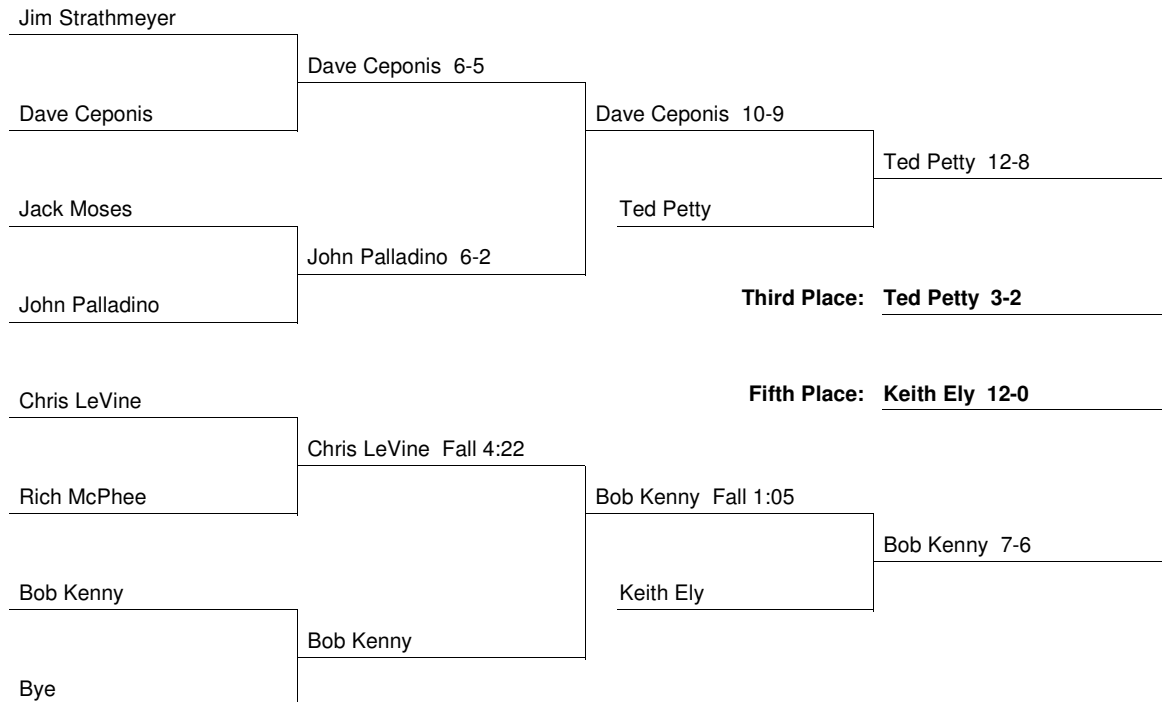 Jim Strathmeyer
Dave Ceponis 6-5
Dave Ceponis
Dave Ceponis 10-9
Ted Petty 12-8
Jack Moses
Ted Petty
John Palladino 6-2
John Palladino
Third Place: Ted Petty 3-2
Fifth Place: Keith Ely 12-0
Chris LeVine
Chris LeVine Fall 4:22
Rich McPhee
Bob Kenny Fall 1:05
Bob Kenny 7-6
Bob Kenny
Keith Ely
Bob Kenny
Bye